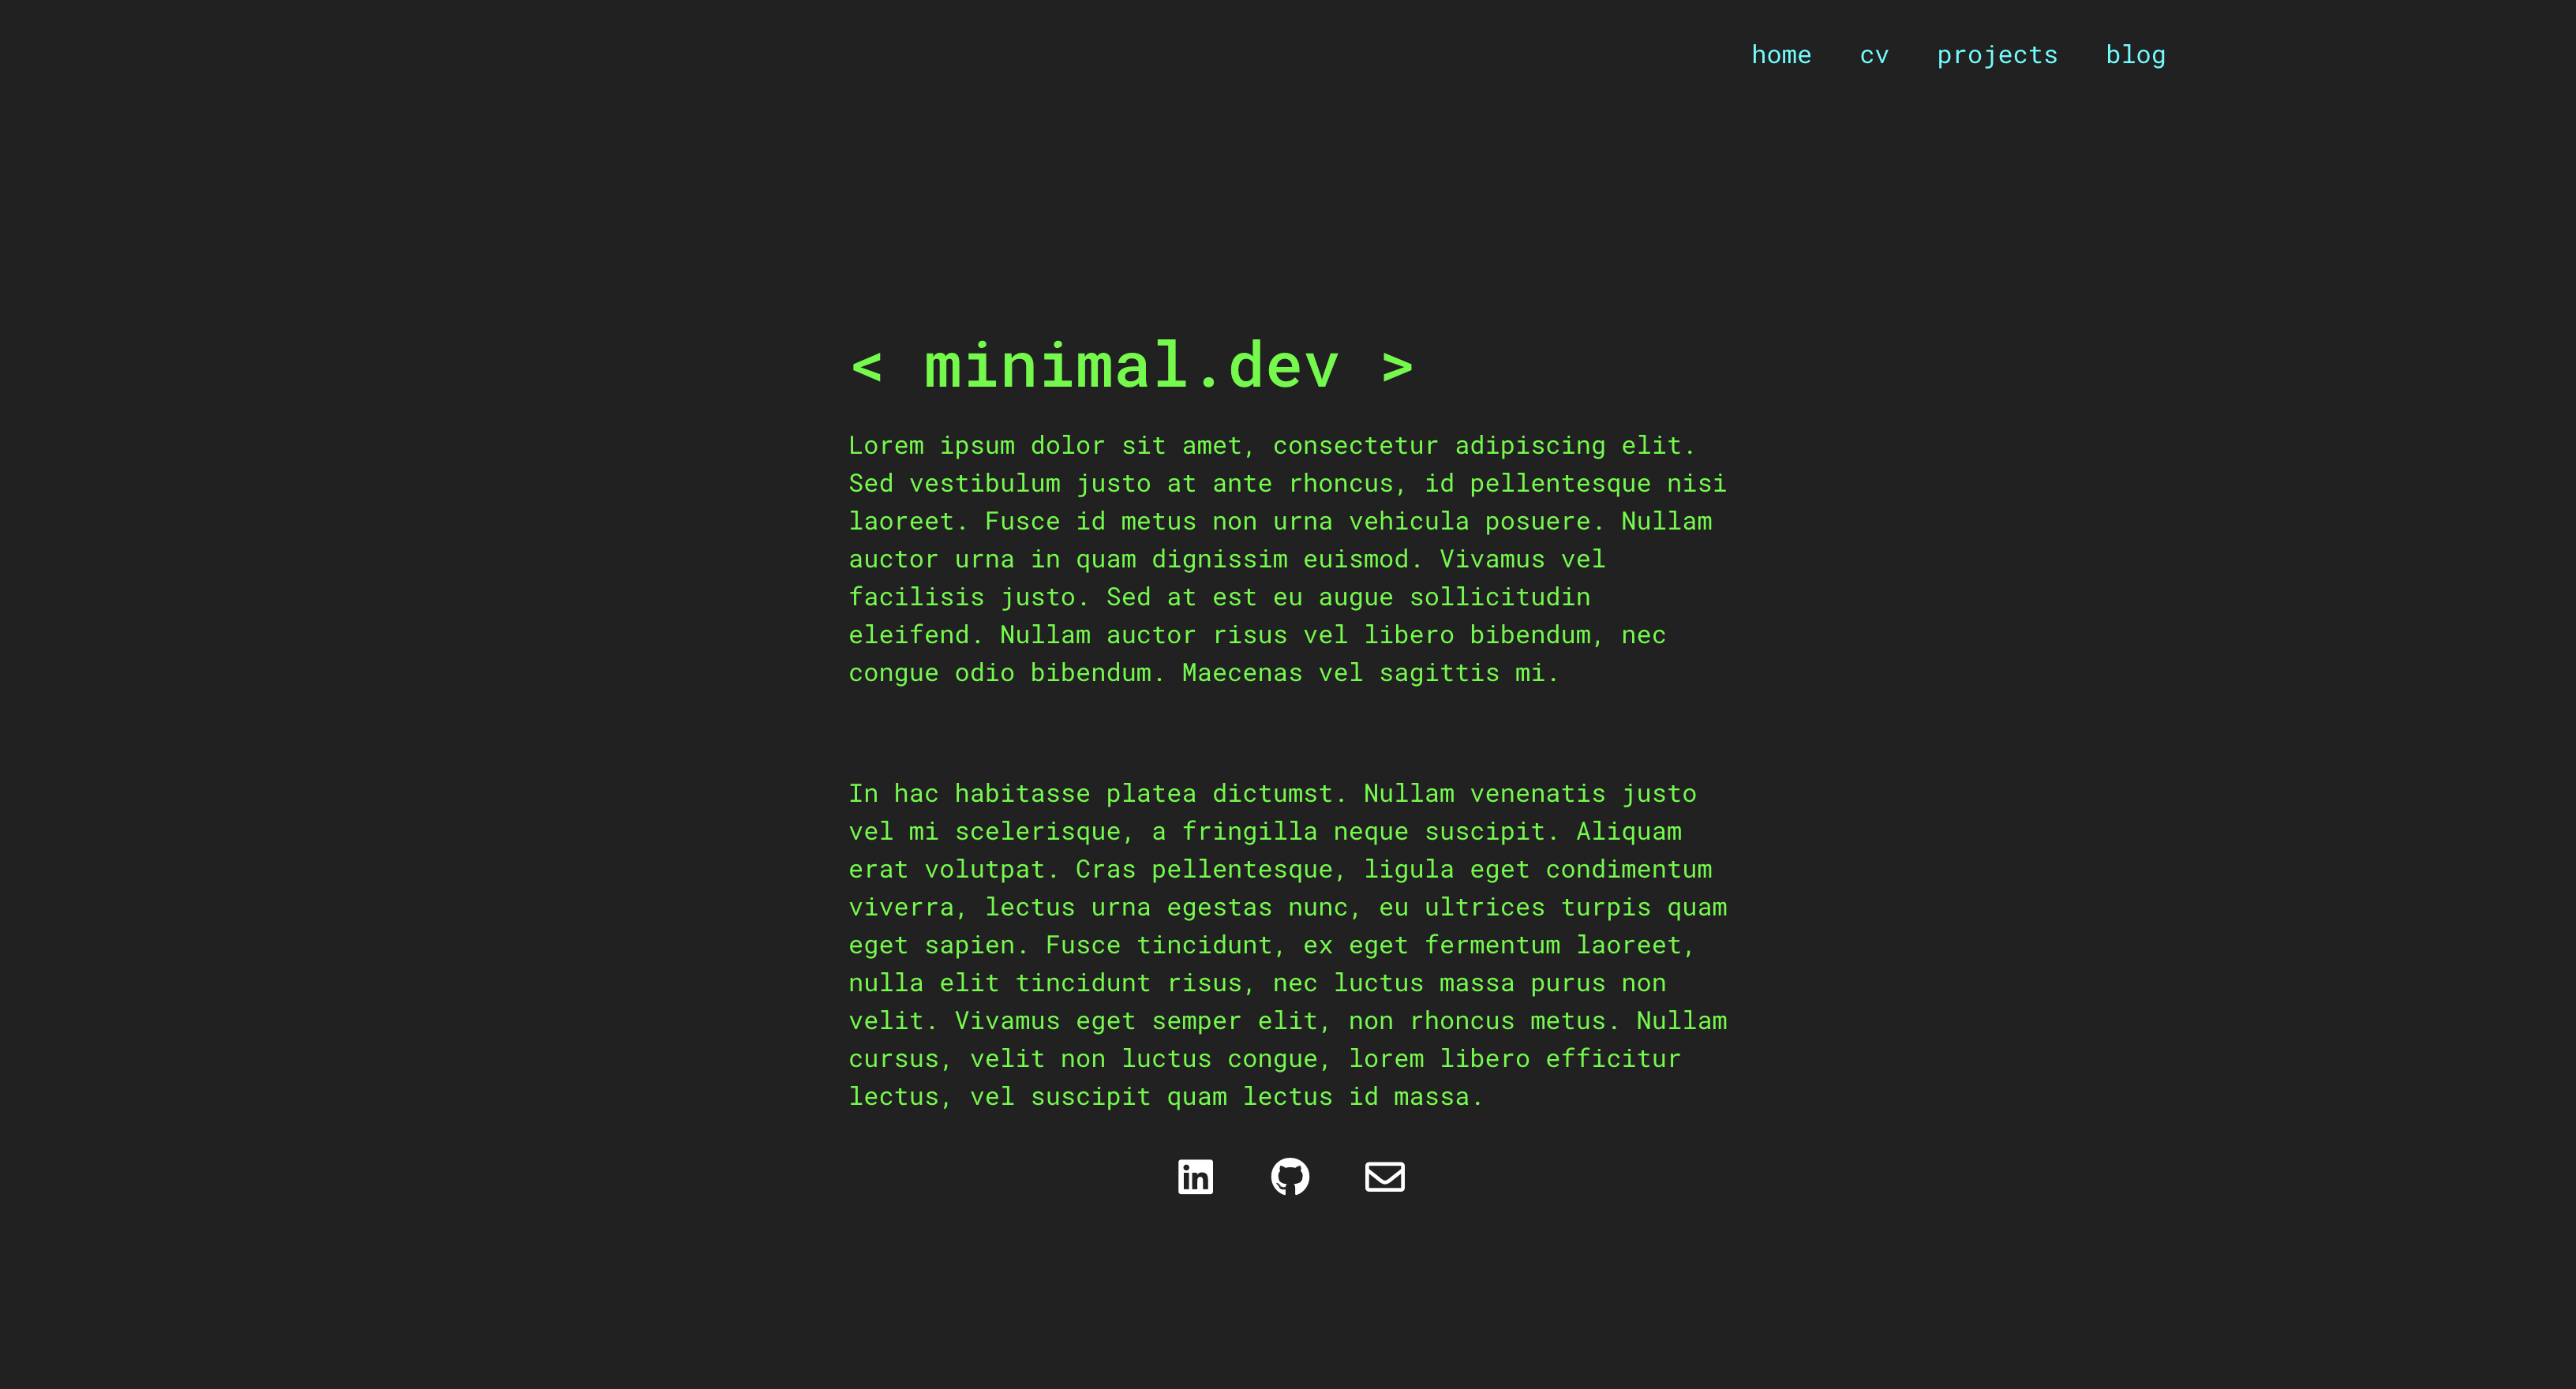 home cv projects blog
< minimal.dev >
Lorem ipsum dolor sit amet, consectetur adipiscing elit.
Sed vestibulum justo at ante rhoncus, id pellentesque nisi
laoreet. Fusce id metus non urna vehicula posuere. Nullam
auctor urna in quam dignissim euismod. Vivamus vel
facilisis justo. Sed at est eu augue sollicitudin
eleifend. Nullam auctor risus vel libero bibendum, nec
congue odio bibendum. Maecenas vel sagittis mi.
In hac habitasse platea dictumst. Nullam venenatis justo
vel mi scelerisque, a fringilla neque suscipit. Aliquam
erat volutpat. Cras pellentesque, ligula eget condimentum
viverra, lectus urna egestas nunc, eu ultrices turpis quam
eget sapien. Fusce tincidunt, ex eget fermentum laoreet,
nulla elit tincidunt risus, nec luctus massa purus non
velit. Vivamus eget semper elit, non rhoncus metus. Nullam
cursus, velit non luctus congue, lorem libero efficitur
lectus, vel suscipit quam lectus id massa.
in